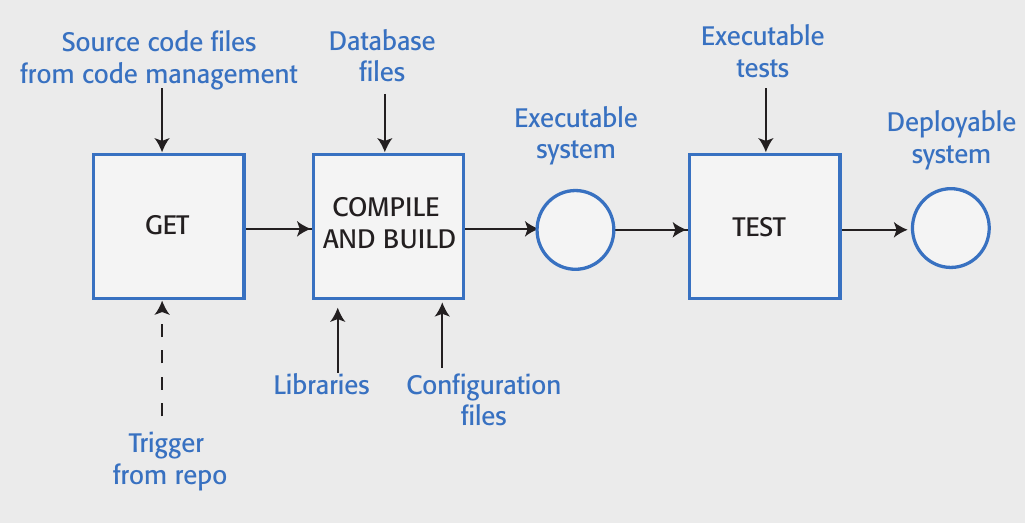 Source code files
from code management
Database
files
Executable
tests
Executable
system
Deployable
system
GET
COMPILE
AND BUILD
TEST
Libraries
Configuration
files
Trigger
from repo